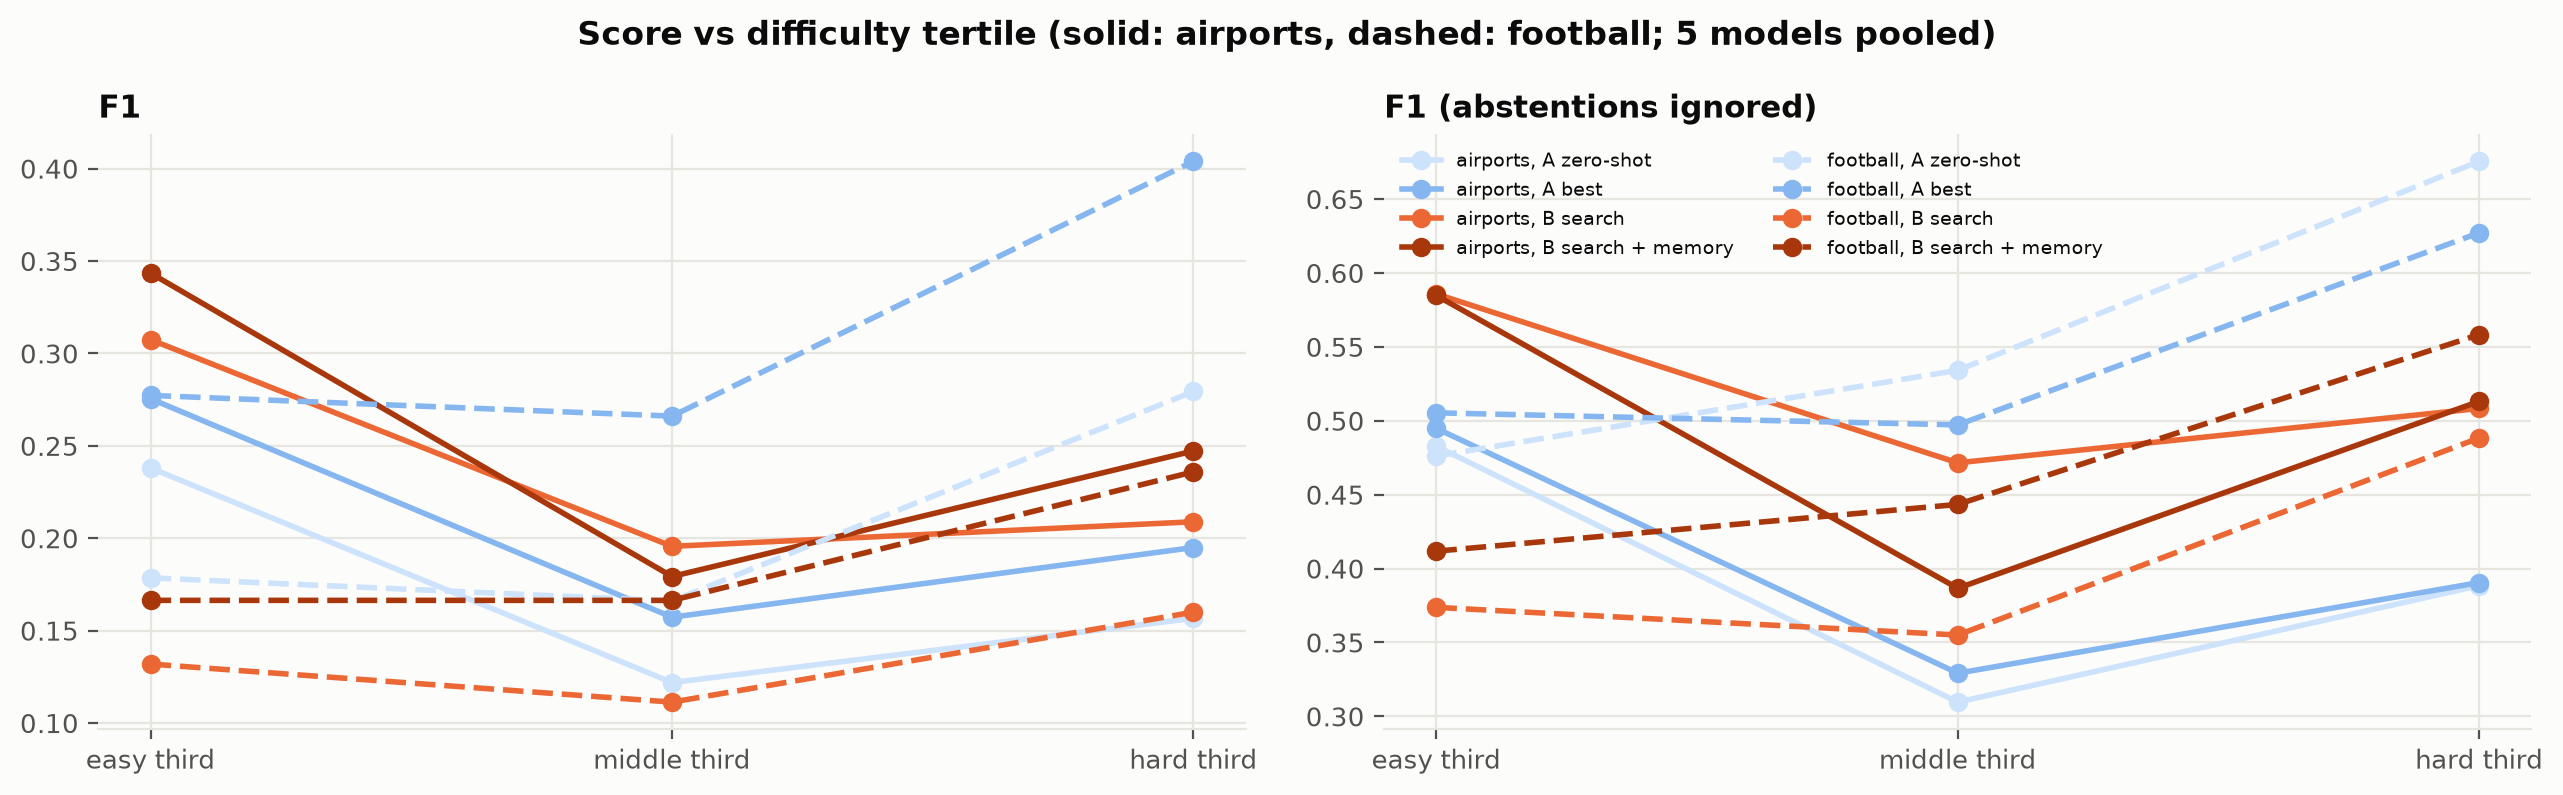 Score vs difficulty tertile (solid: airports, dashed: football; 5 models pooled)
F1
0.40
0.35
0.30
0.25
0.20
0.15
0.10
easy third
middle third
hard third
F1 (abstentions ignored)
airports, A zero-shot
airports, A best
airports, B search
airports, B search + memory
football, A zero-shot
football, A best
football, B search
football, B search + memory
0.65
0.60
0.55
0.50
0.45
0.40
0.35
0.30
easy third
middle third
hard third